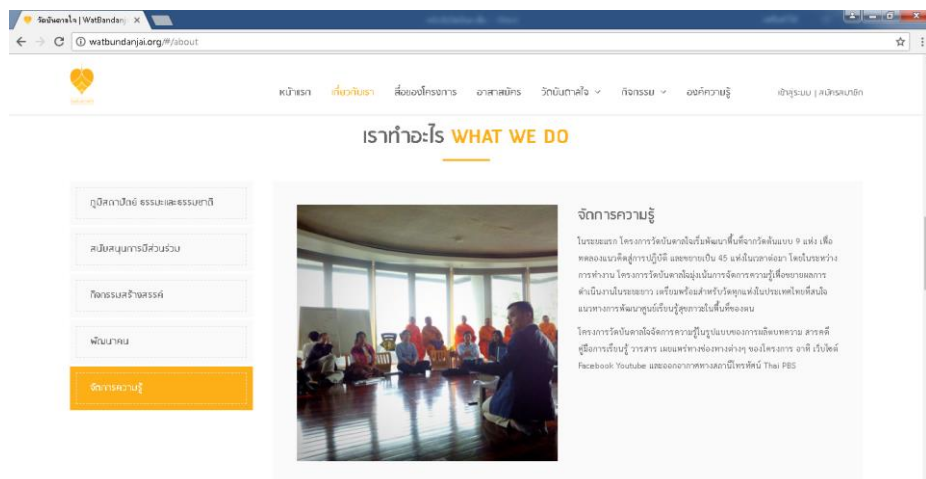 วัดบันดาลใจ | WatBandanj
watbundanjai.org/#/about
หน้าแรก เกี่ยวกับเรา สื่อของโครงการ อาสาสมัคร วัดบันดาลใจ กิจกรรม องค์ความรู้ เข้าสู่ระบบ | สมัครสมาชิก
เราทำอะไร WHAT WE DO
ภูมิสถาปัตย์ ธรรมะและธรรมชาติ
สนับสนุนการมีส่วนร่วม
กิจกรรมสร้างสรรค์
พัฒนาคน
จัดการความรู้
จัดการความรู้
ในระยะแรก โครงการวัดบันดาลใจเริ่มพัฒนาพื้นที่จากวัดต้นแบบ 9 แห่ง เพื่อ
ทดลองแนวคิดสู่การปฏิบัติ และขยายเป็น 45 แห่งในเวลาต่อมา โดยในระหว่าง
การทำงาน โครงการวัดบันดาลใจมุ่งเน้นการจัดการความรู้เพื่อขยายผลการ
ดำเนินงานในระยะยาว เตรียมพร้อมสำหรับวัดทุกแห่งในประเทศไทยที่สนใจ
แนวทางการพัฒนาศูนย์เรียนรู้สุขภาวะในพื้นที่ของตน
โครงการวัดบันดาลใจจัดการความรู้ในรูปแบบของการผลิตบทความ สารคดี
คู่มือการเรียนรู้ วารสาร เผยแพร่ทางช่องทางต่างๆ ของโครงการ อาทิ เว็บไซต์
Facebook Youtube และออกอากาศทางสถานีโทรทัศน์ Thai PBS